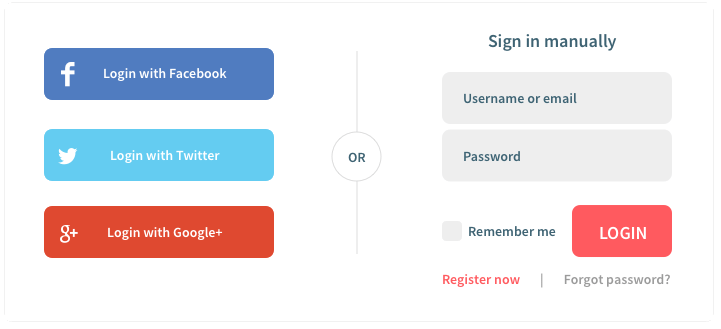 Login with Facebook
Login with Twitter
g+ Login with Google+
OR
Sign in manually
Username or email
Password
Remember me
LOGIN
Register now | Forgot password?